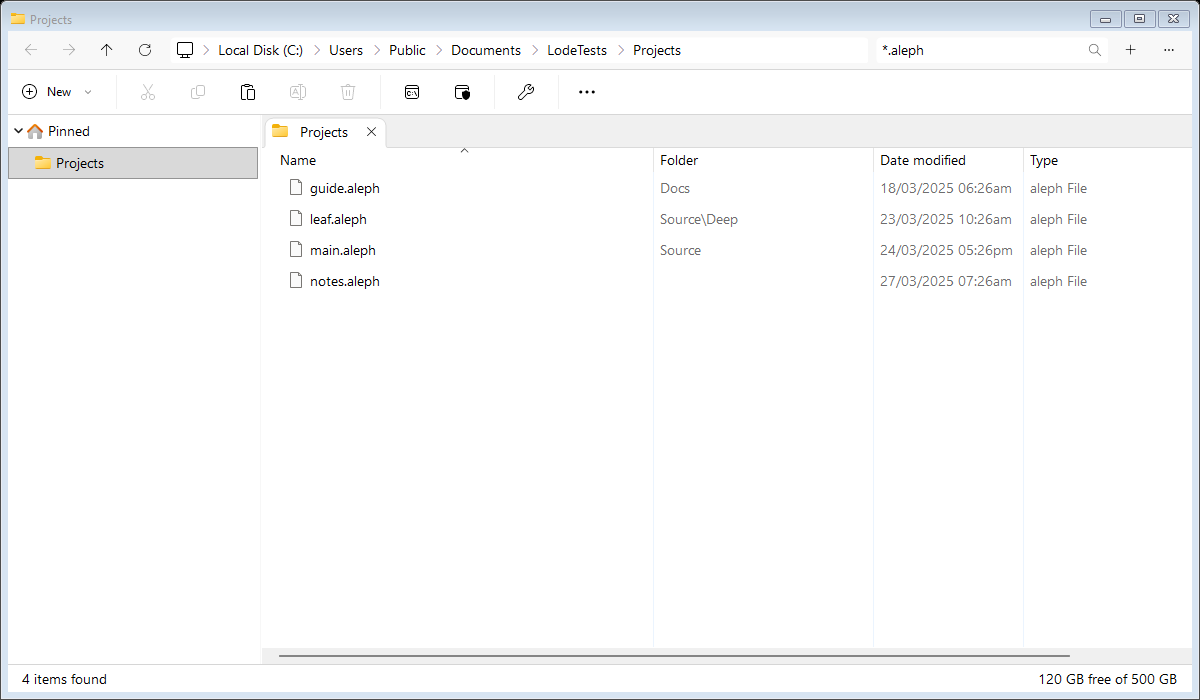 Projects
Local Disk (C:) Users Public Documents LodeTests Projects *.aleph
New
Pinned
Projects
Projects
Name Folder Date modified Type
guide.aleph Docs 18/03/2025 06:26am aleph File
leaf.aleph Source\Deep 23/03/2025 10:26am aleph File
main.aleph Source 24/03/2025 05:26pm aleph File
notes.aleph 27/03/2025 07:26am aleph File
4 items found 120 GB free of 500 GB